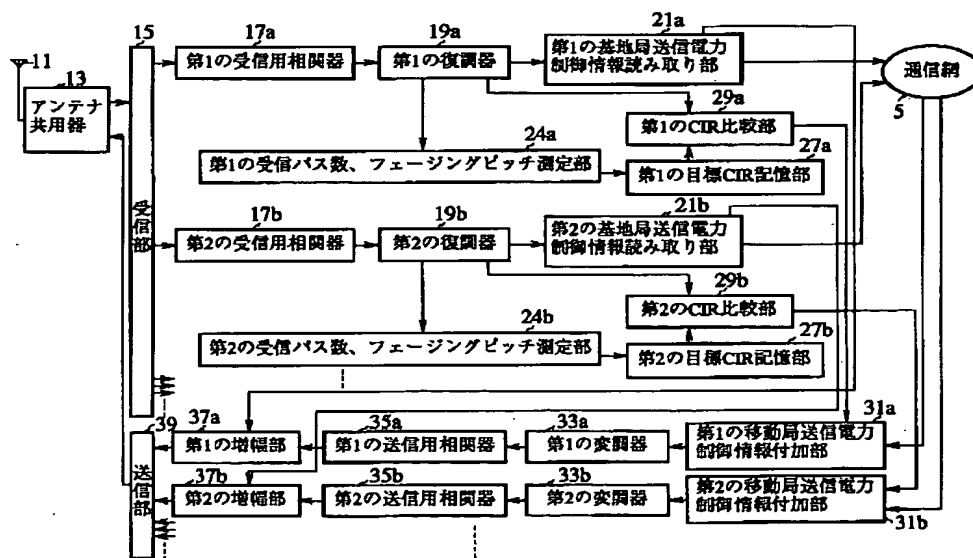 11
13
アンテナ
共用器
15
受信部
17a
第1の受信用相関器
19a
第1の復調器
21a
第1の基地局送信電力
制御情報読み取り部
通信網
5
29a
第1のCIR比較部
24a
第1の受信パス数、フェージングピッチ測定部
27a
第1の目標CIR記憶部
17b
第2の受信用相関器
19b
第2の復調器
21b
第2の基地局送信電力
制御情報読み取り部
29b
第2のCIR比較部
24b
第2の受信パス数、フェージングピッチ測定部
27b
第2の目標CIR記憶部
39
送信部
37a
第1の増幅部
35a
第1の送信用相関器
33a
第1の変調器
31a
第1の移動局送信電力
制御情報付加部
37b
第2の増幅部
35b
第2の送信用相関器
33b
第2の変調器
第2の移動局送信電力
制御情報付加部
31b